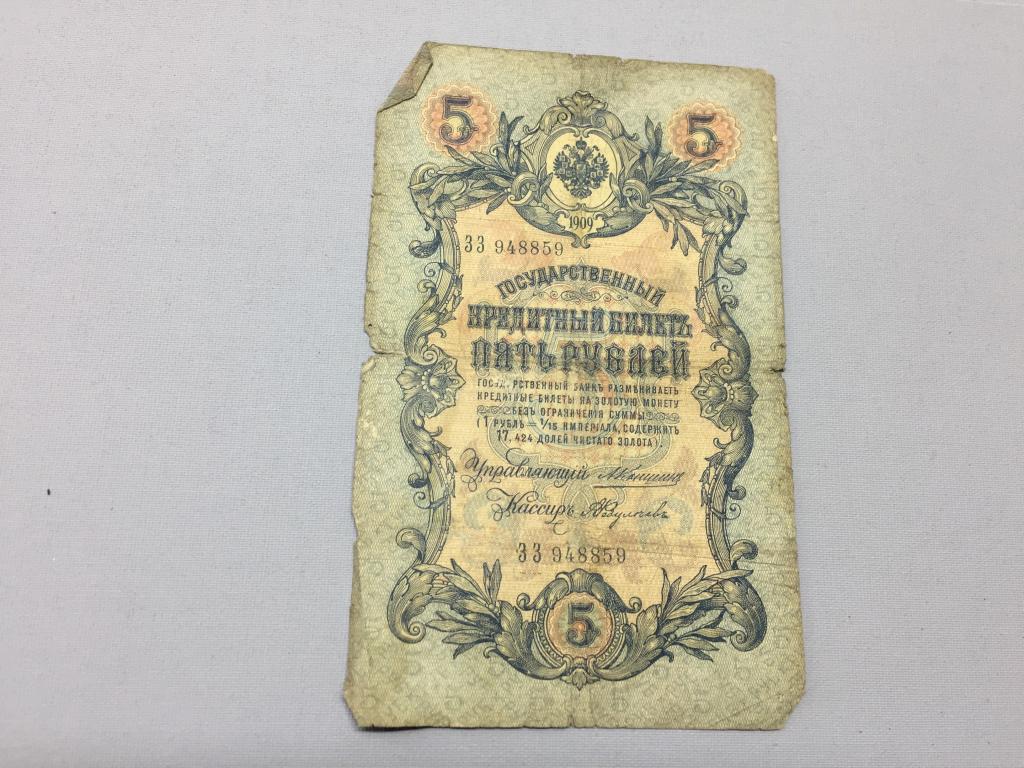 5 5
1909
ЗЗ 948859
ГОСУДАРСТВЕННЫЙ
КРЕДИТНЫЙ БИЛЕТЪ
ПЯТЬ РУБЛЕЙ
ГОСУДАРСТВЕННЫЙ БАНКЪ РАЗМѢНИВАЕТЪ
КРЕДИТНЫЕ БИЛЕТЫ НА ЗОЛОТУЮ МОНЕТУ
БЕЗЪ ОГРАНИЧЕНІЯ СУММЫ
(1 РУБЛЬ = 1/15 ИМПЕРІАЛА, СОДЕРЖИТЪ
17,424 ДОЛЕЙ ЧИСТАГО ЗОЛОТА).
Управляющій АКоншинъ
Кассиръ
ЗЗ 948859
5